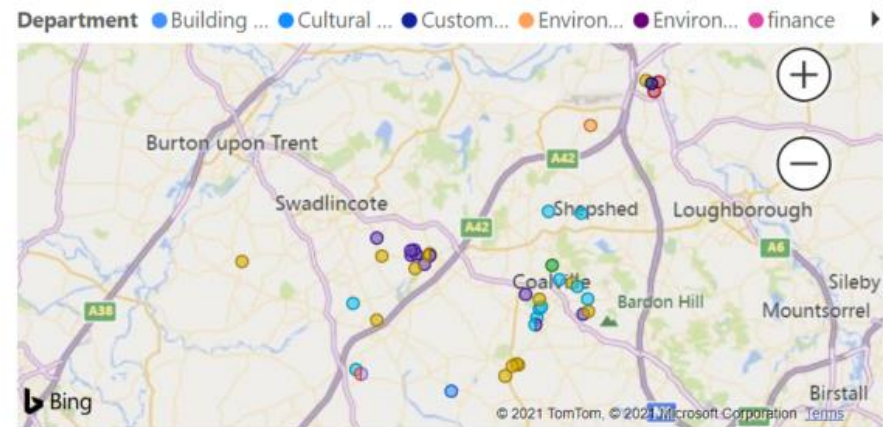 Department Building ... Cultural ... Custom... Environ... Environ... finance
Burton upon Trent
A42
Swadlincote
Shepshed
Loughborough
A42
A6
Coalville
Sileby
Bardon Hill
Mountsorrel
A38
Birstall
Bing
© 2021 TomTom, © 2021 Microsoft Corporation Terms